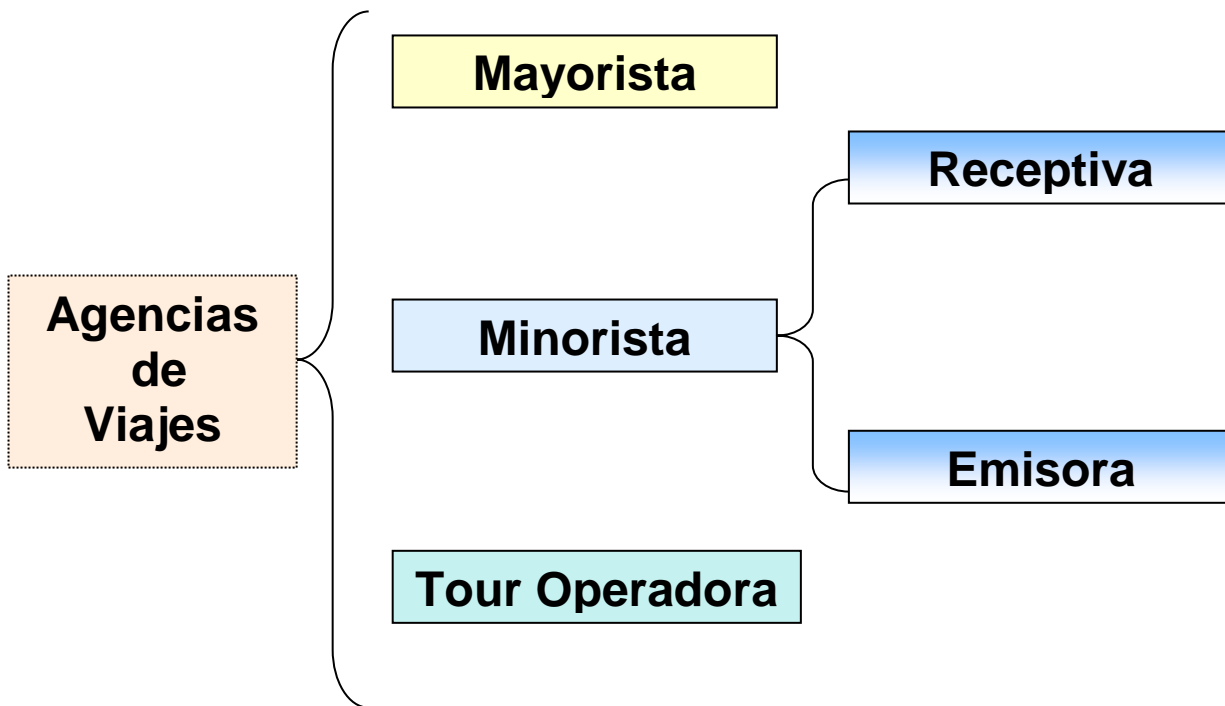 Agencias
de
Viajes
Mayorista
Minorista
Receptiva
Emisora
Tour Operadora